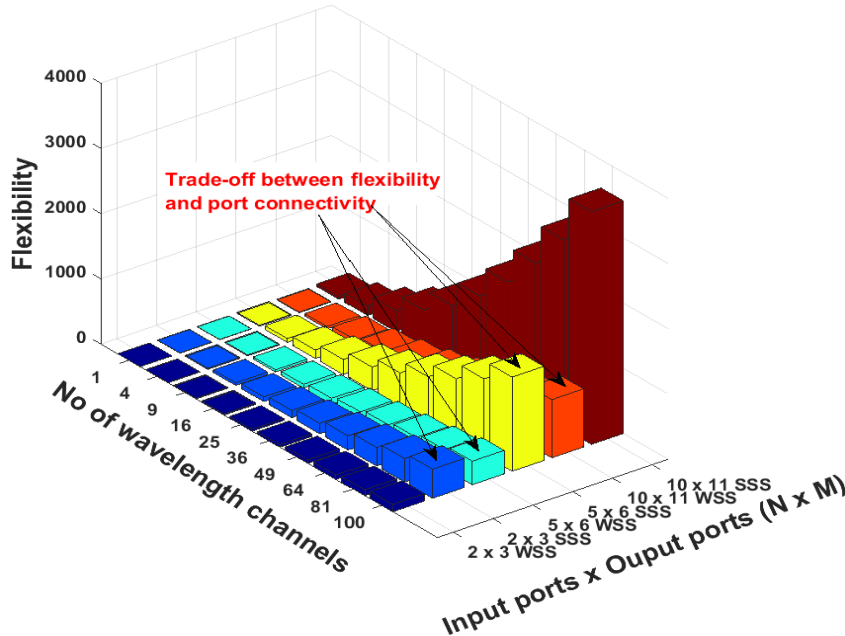 4000
3000
2000
1000
0
Flexibility
Trade-off between flexibility
and port connectivity
1
4
9
16
25
36
49
64
81
100
No of wavelength channels
2 x 3 WSS
2 x 3 SSS
5 x 6 WSS
5 x 6 SSS
10 x 11 WSS
10 x 11 SSS
Input ports x Ouput ports (N x M)